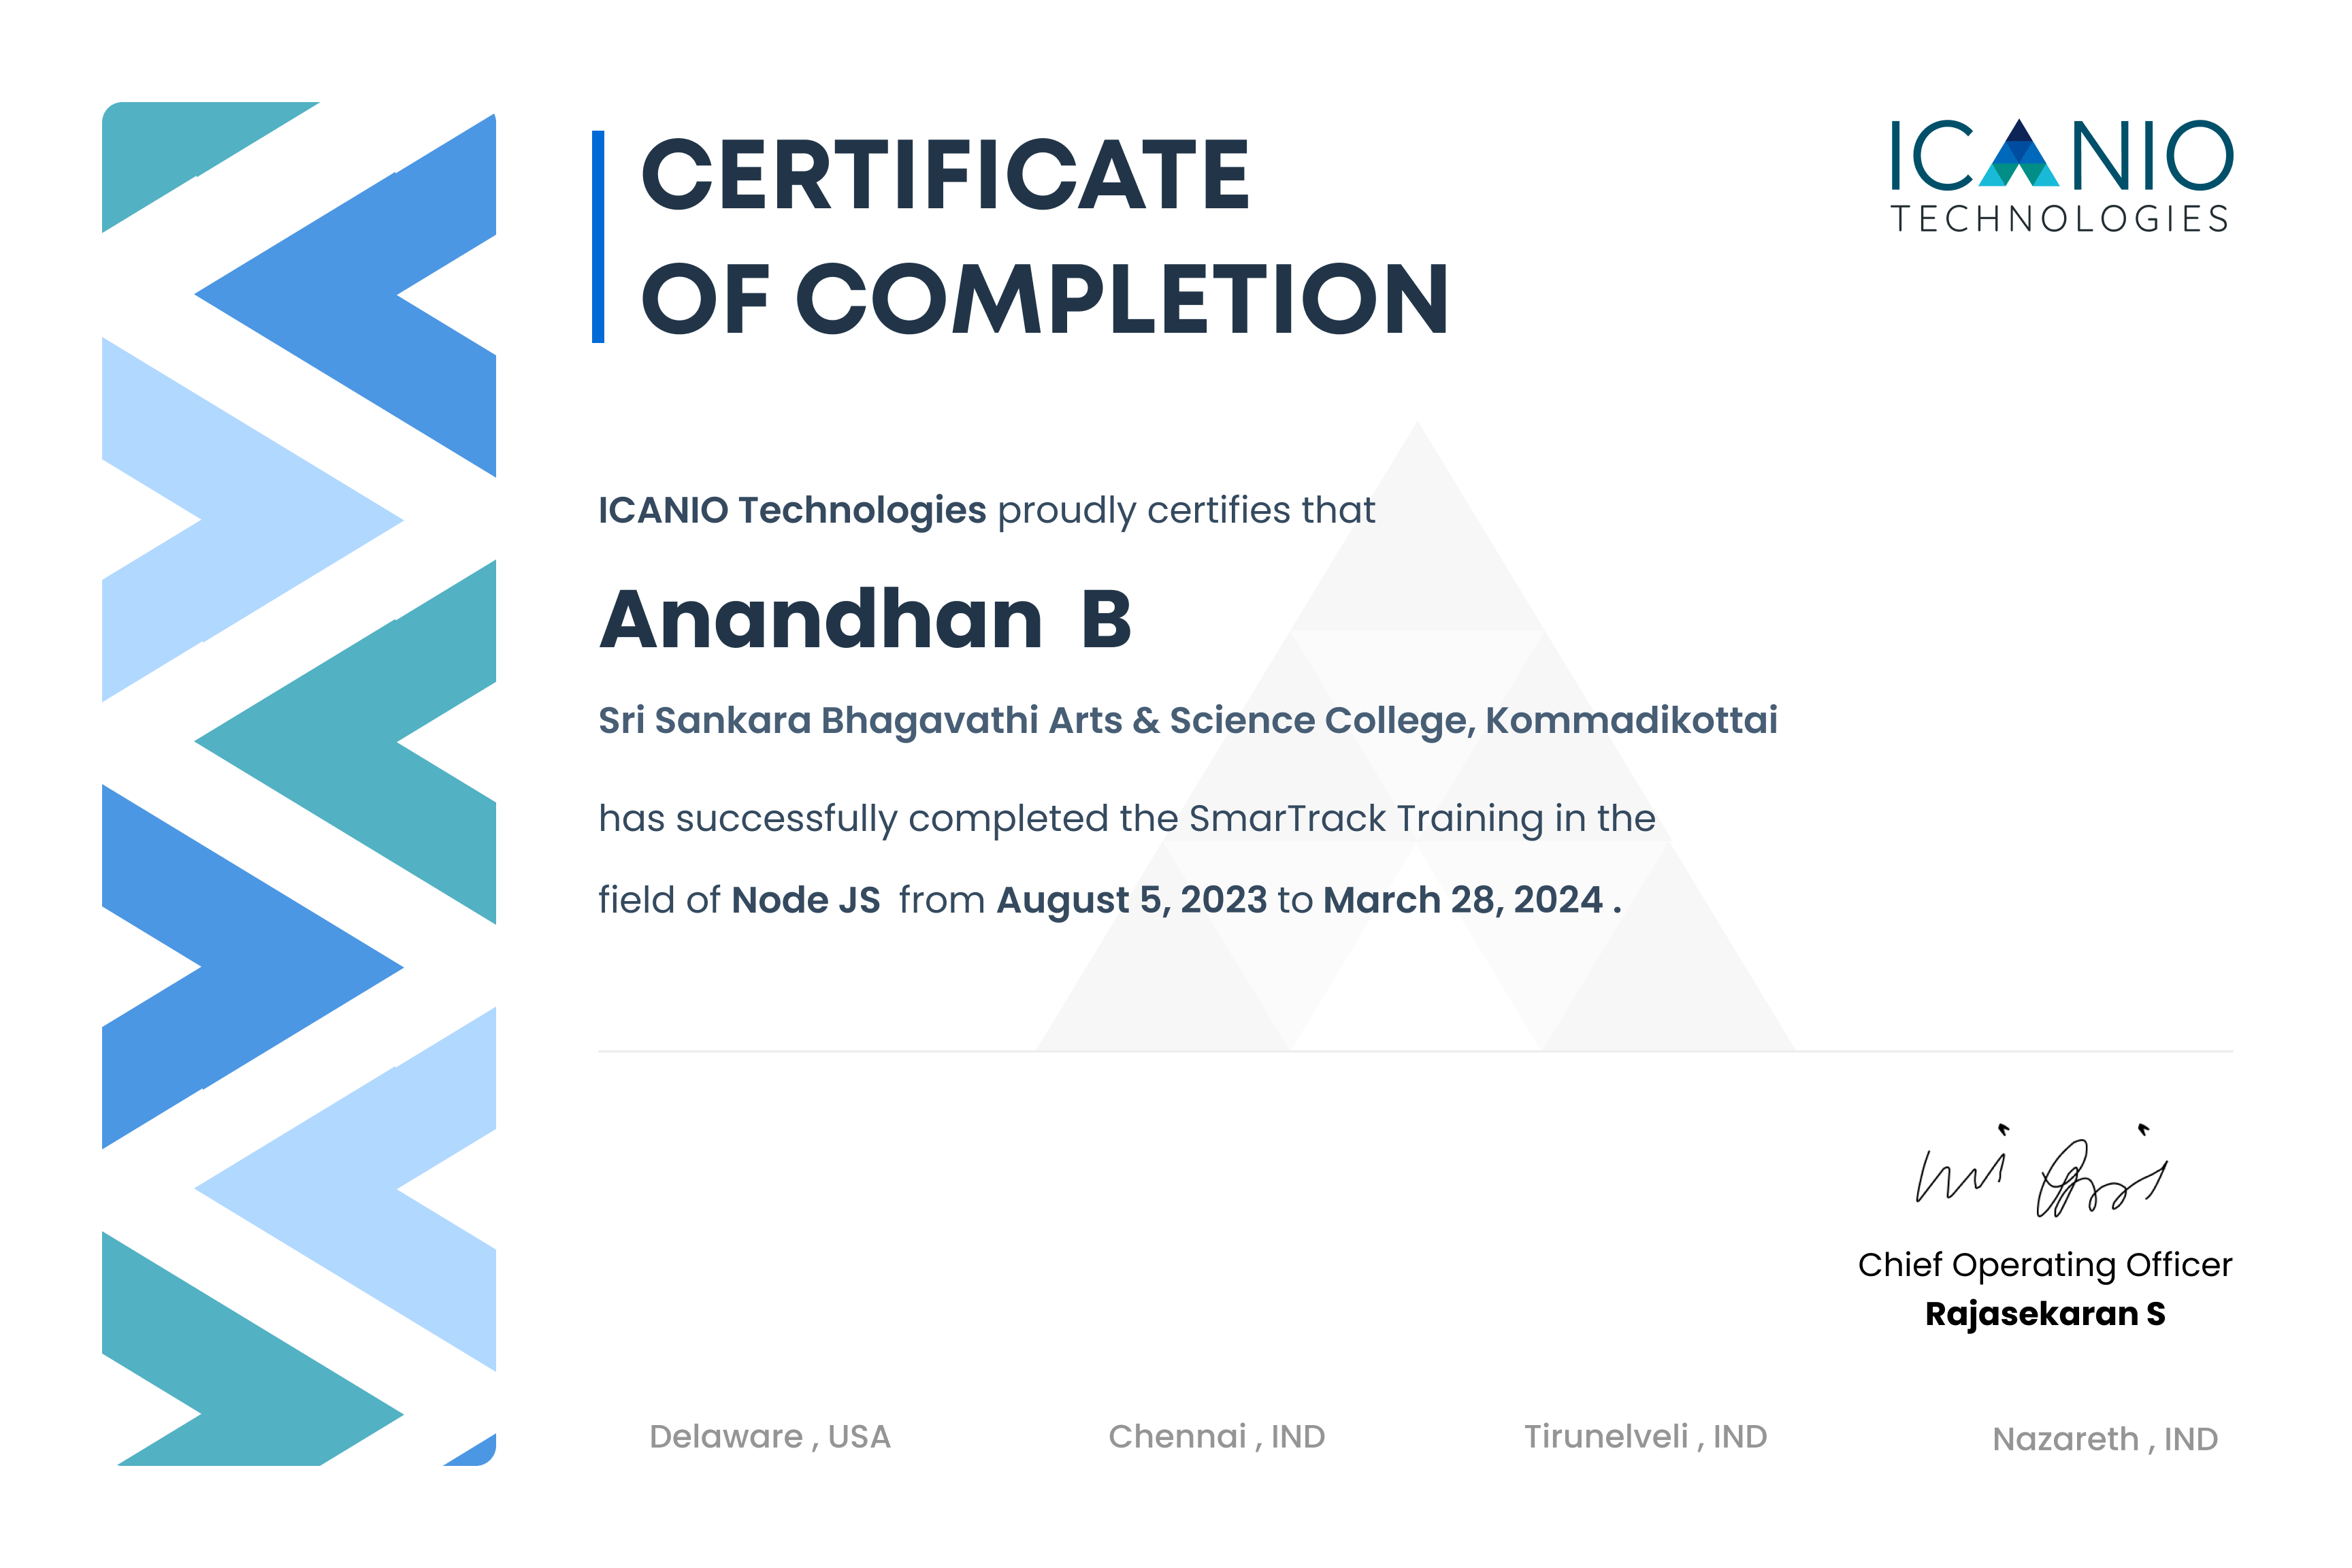 CERTIFICATE
OF COMPLETION
ICANIO
TECHNOLOGIES
ICANIO Technologies proudly certifies that
Anandhan B
Sri Sankara Bhagavathi Arts & Science College, Kommadikottai
has successfully completed the SmarTrack Training in the
field of Node JS from August 5, 2023 to March 28, 2024 .
Chief Operating Officer
Rajasekaran S
Delaware , USA
Chennai , IND
Tirunelveli , IND
Nazareth , IND